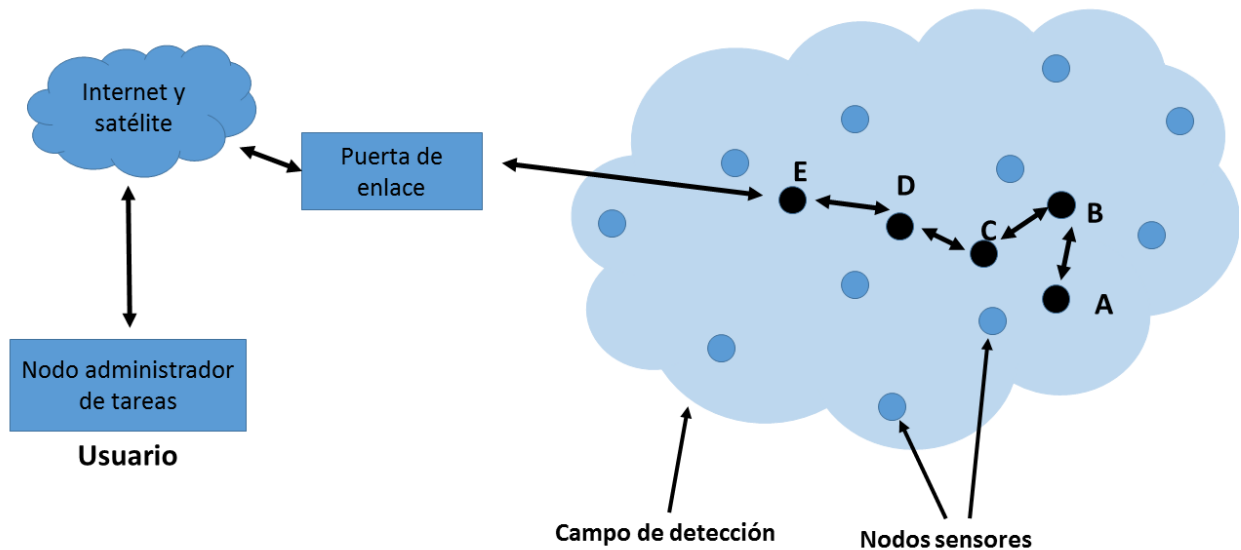 Internet y
satélite
Puerta de
enlace
Nodo administrador
de tareas
Usuario
E
D
C
B
A
Campo de detección
Nodos sensores